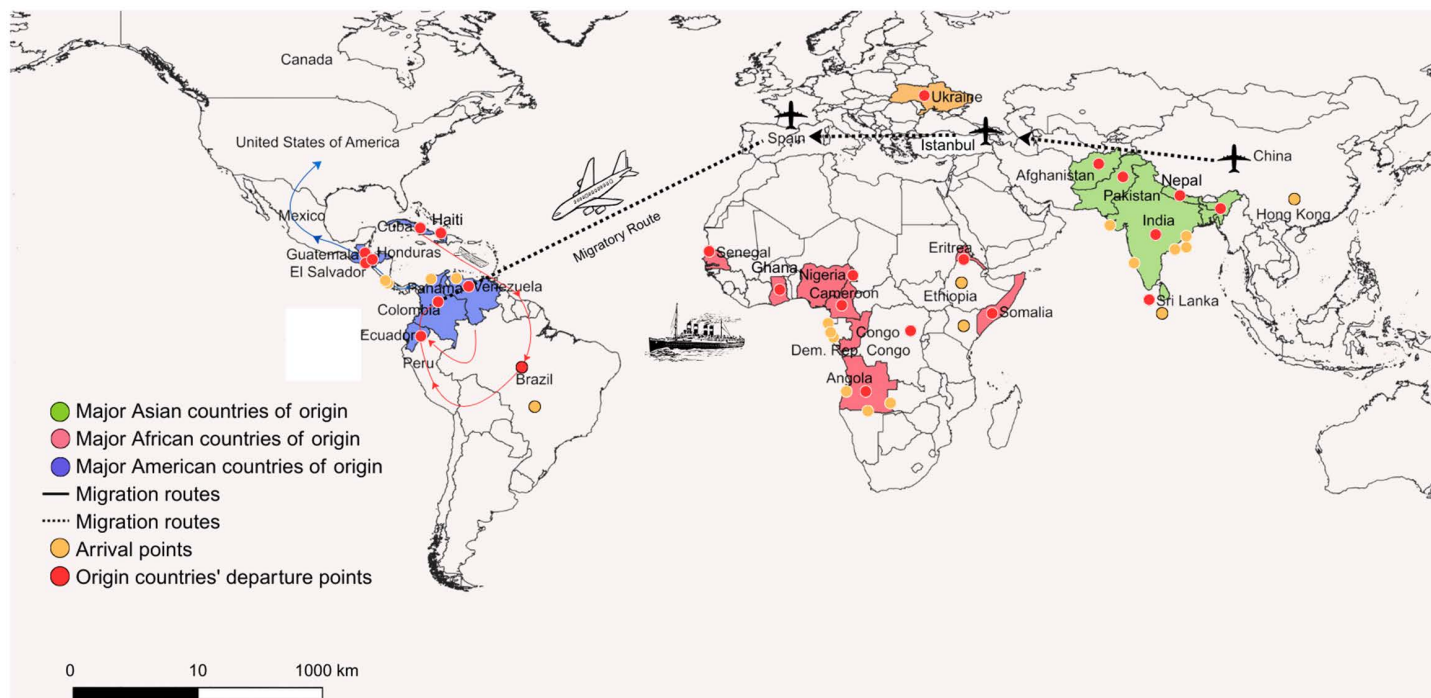 Canada
United States of America
Mexico
Cuba
Haiti
Guatemala
Honduras
El Salvador
Panama
Venezuela
Colombia
Ecuador
Peru
Brazil
Migratory Route
Spain
Istanbul
Ukraine
China
Afghanistan
Pakistan
Nepal
India
Hong Kong
Sri Lanka
Senegal
Ghana
Nigeria
Cameroon
Eritrea
Ethiopia
Somalia
Congo
Dem. Rep. Congo
Angola
Major Asian countries of origin
Major African countries of origin
Major American countries of origin
Migration routes
Migration routes
Arrival points
Origin countries' departure points
0 10 1000 km